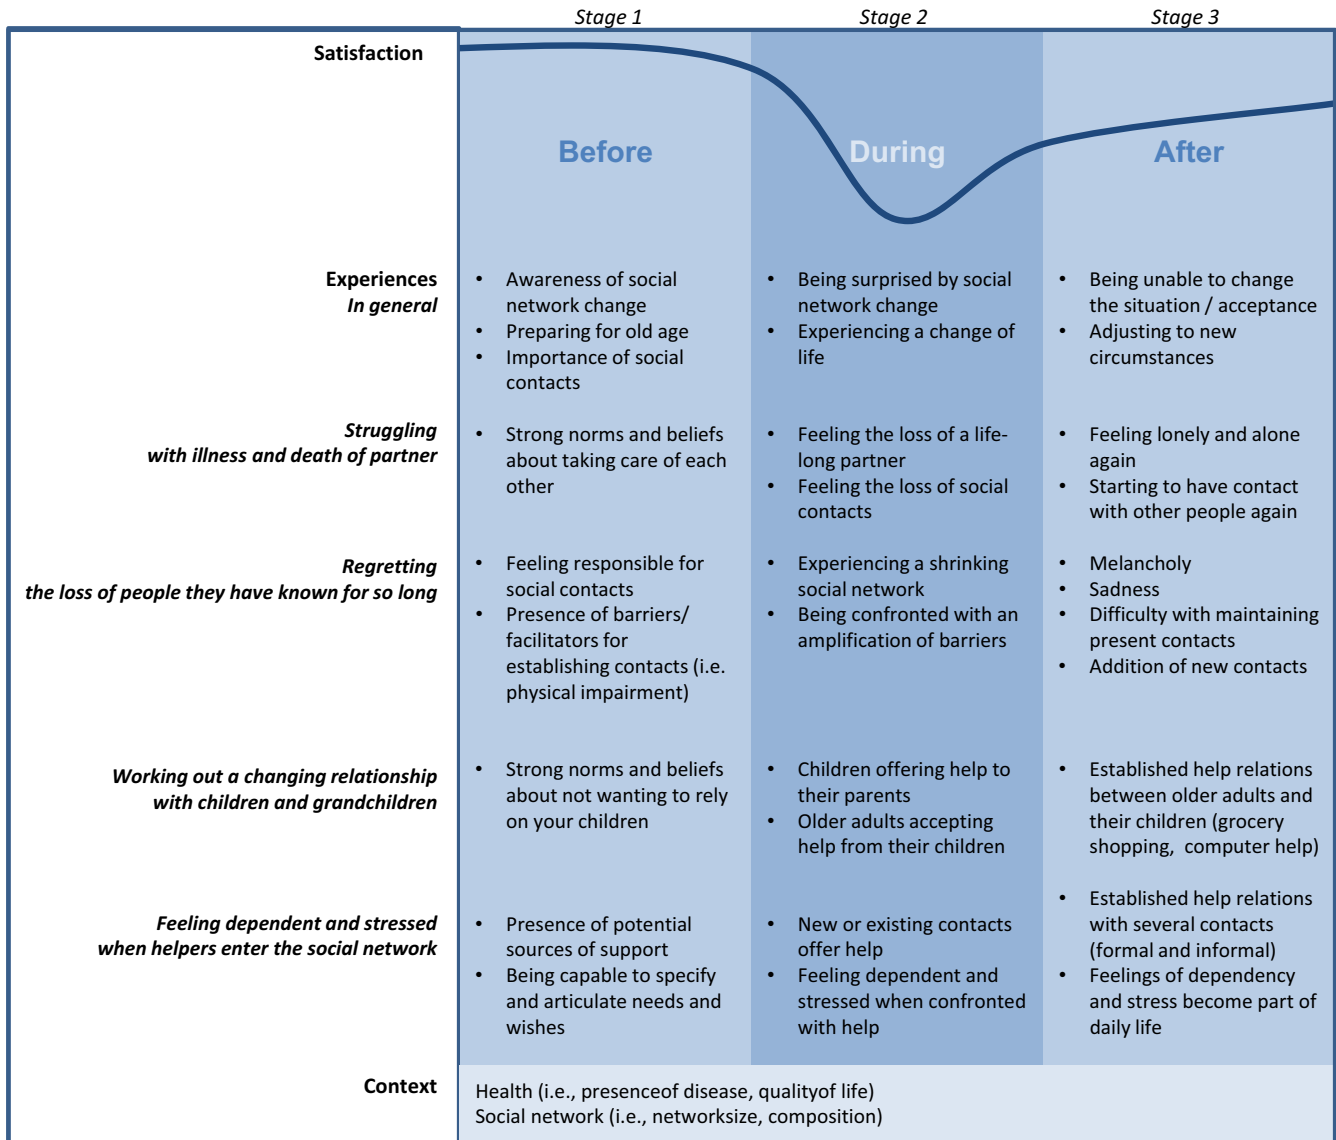 Stage 1
Stage 2
Stage 3
Satisfaction
Before
During
After
Experiences
In general
• Awareness of social
network change
• Preparing for old age
• Importance of social
contacts
• Being surprised by social
network change
• Experiencing a change of
life
• Being unable to change
the situation / acceptance
• Adjusting to new
circumstances
Struggling
with illness and death of partner
• Strong norms and beliefs
about taking care of each
other
• Feeling the loss of a life-
long partner
• Feeling the loss of social
contacts
• Feeling lonely and alone
again
• Starting to have contact
with other people again
Regretting
the loss of people they have known for so long
• Feeling responsible for
social contacts
• Presence of barriers/
facilitators for
establishing contacts (i.e.
physical impairment)
• Experiencing a shrinking
social network
• Being confronted with an
amplification of barriers
• Melancholy
• Sadness
• Difficulty with maintaining
present contacts
• Addition of new contacts
Working out a changing relationship
with children and grandchildren
• Strong norms and beliefs
about not wanting to rely
on your children
• Children offering help to
their parents
• Older adults accepting
help from their children
• Established help relations
between older adults and
their children (grocery
shopping, computer help)
Feeling dependent and stressed
when helpers enter the social network
• Presence of potential
sources of support
• Being capable to specify
and articulate needs and
wishes
• New or existing contacts
offer help
• Feeling dependent and
stressed when confronted
with help
• Established help relations
with several contacts
(formal and informal)
• Feelings of dependency
and stress become part of
daily life
Context
Health (i.e., presenceof disease, qualityof life)
Social network (i.e., networksize, composition)